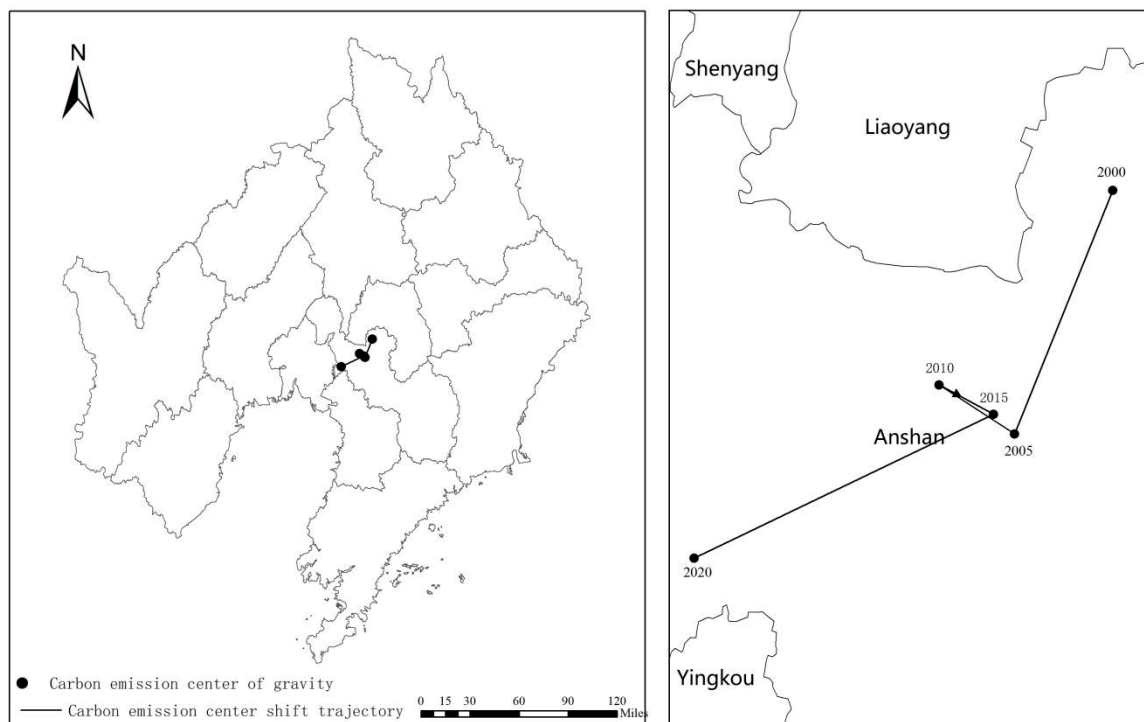 N
Carbon emission center of gravity
Carbon emission center shift trajectory
0 15 30 60 90 120
Miles
Shenyang
Liaoyang
2000
2010
2015
Anshan
2005
2020
Yingkou